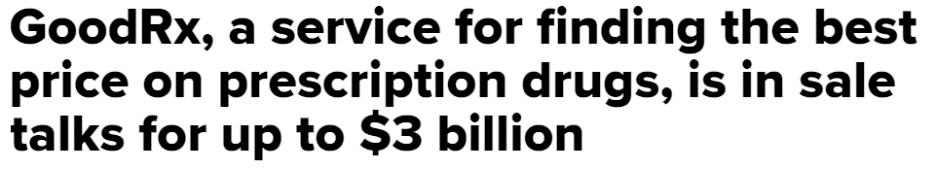 GoodRx, a service for finding the best
price on prescription drugs, is in sale
talks for up to $3 billion